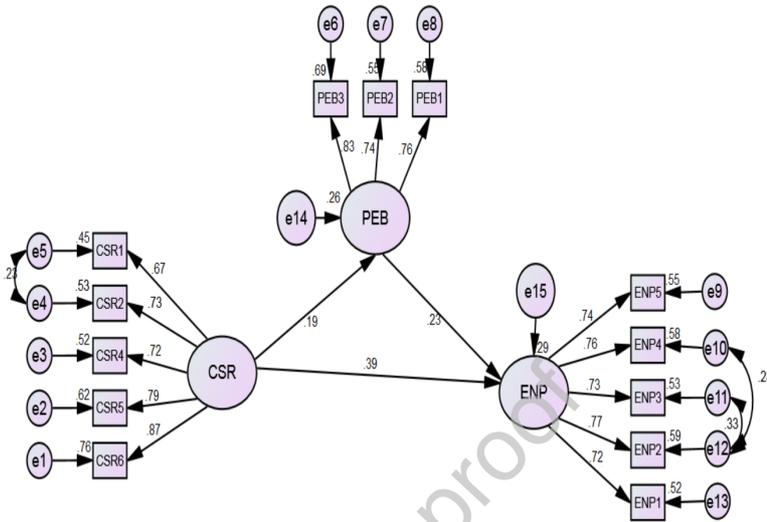 e6
e7
e8
.69
.55
.58
PEB3
PEB2
PEB1
.83
.74
.76
.26
e14
PEB
e5
.45
CSR1
.67
.23
e4
.53
CSR2
.73
e3
.52
CSR4
.72
e2
.62
CSR5
.79
e1
.76
CSR6
.87
CSR
.19
.23
.39
e15
.29
ENP
.74
ENP5
.55
e9
.76
ENP4
.58
e10
.73
ENP3
.53
e11
.33
.77
ENP2
.59
e12
.72
ENP1
.52
e13
proof